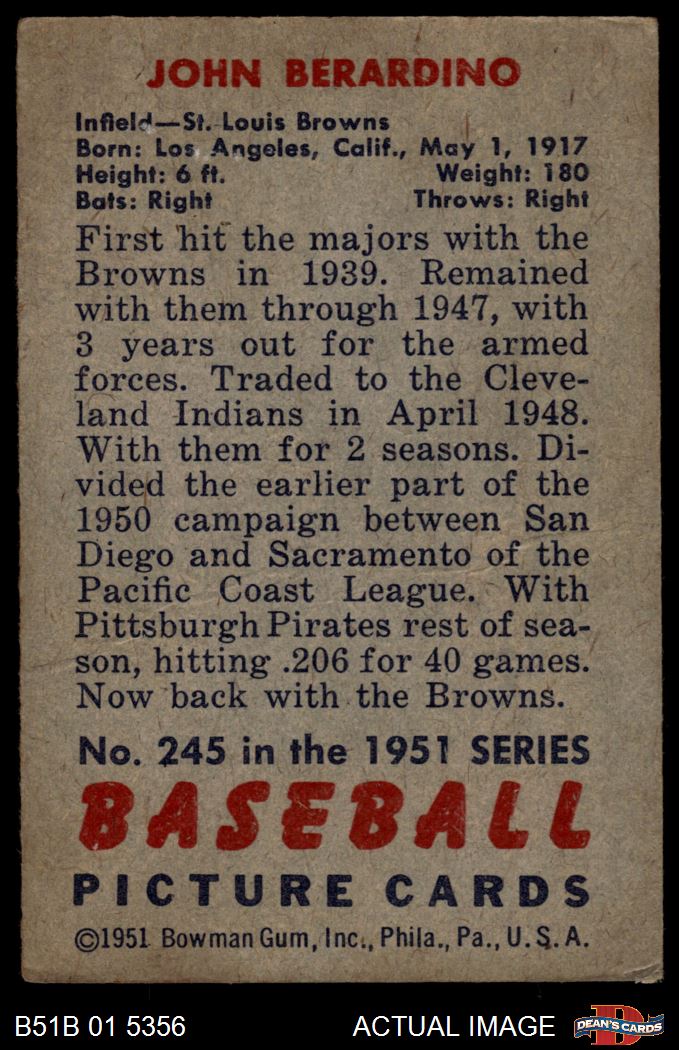 JOHN BERARDINO
Infield—St. Louis Browns
Born: Los Angeles, Calif., May 1, 1917
Height: 6 ft. Weight: 180
Bats: Right Throws: Right
First hit the majors with the
Browns in 1939. Remained
with them through 1947, with
3 years out for the armed
forces. Traded to the Cleve-
land Indians in April 1948.
With them for 2 seasons. Di-
vided the earlier part of the
1950 campaign between San
Diego and Sacramento of the
Pacific Coast League. With
Pittsburgh Pirates rest of sea-
son, hitting .206 for 40 games.
Now back with the Browns.
No. 245 in the 1951 SERIES
BASEBALL
PICTURE CARDS
©1951 Bowman Gum, Inc., Phila., Pa., U.S.A.
B51B 01 5356 ACTUAL IMAGE D DEAN'S CARDS